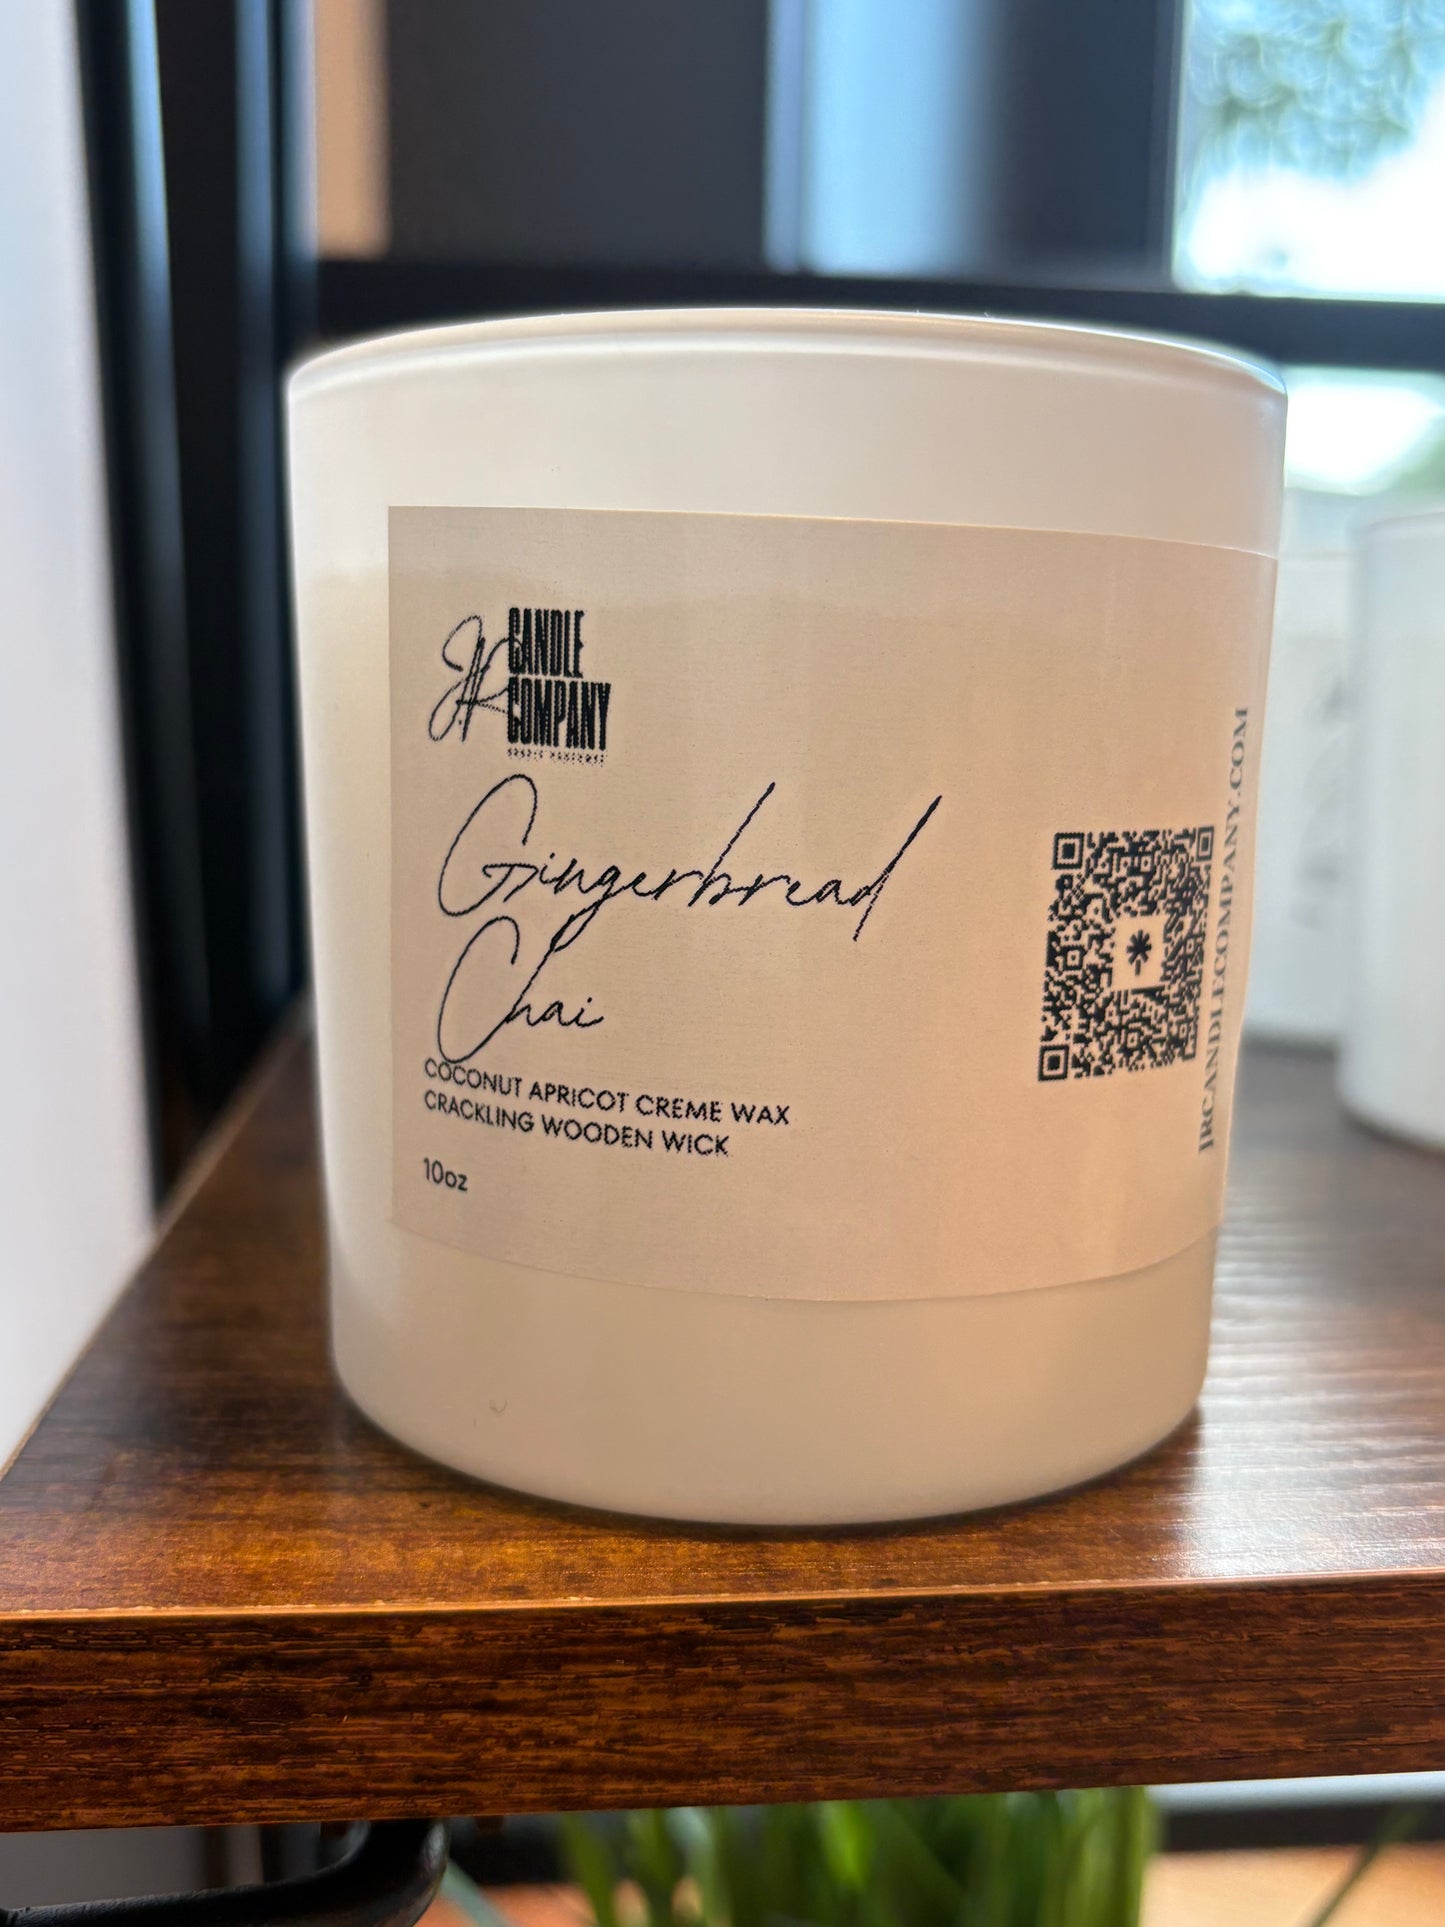 JR CANDLE
COMPANY
Gingerbread
Chai
COCONUT APRICOT CREME WAX
CRACKLING WOODEN WICK
10oz
JRCANDLECOMPANY.COM